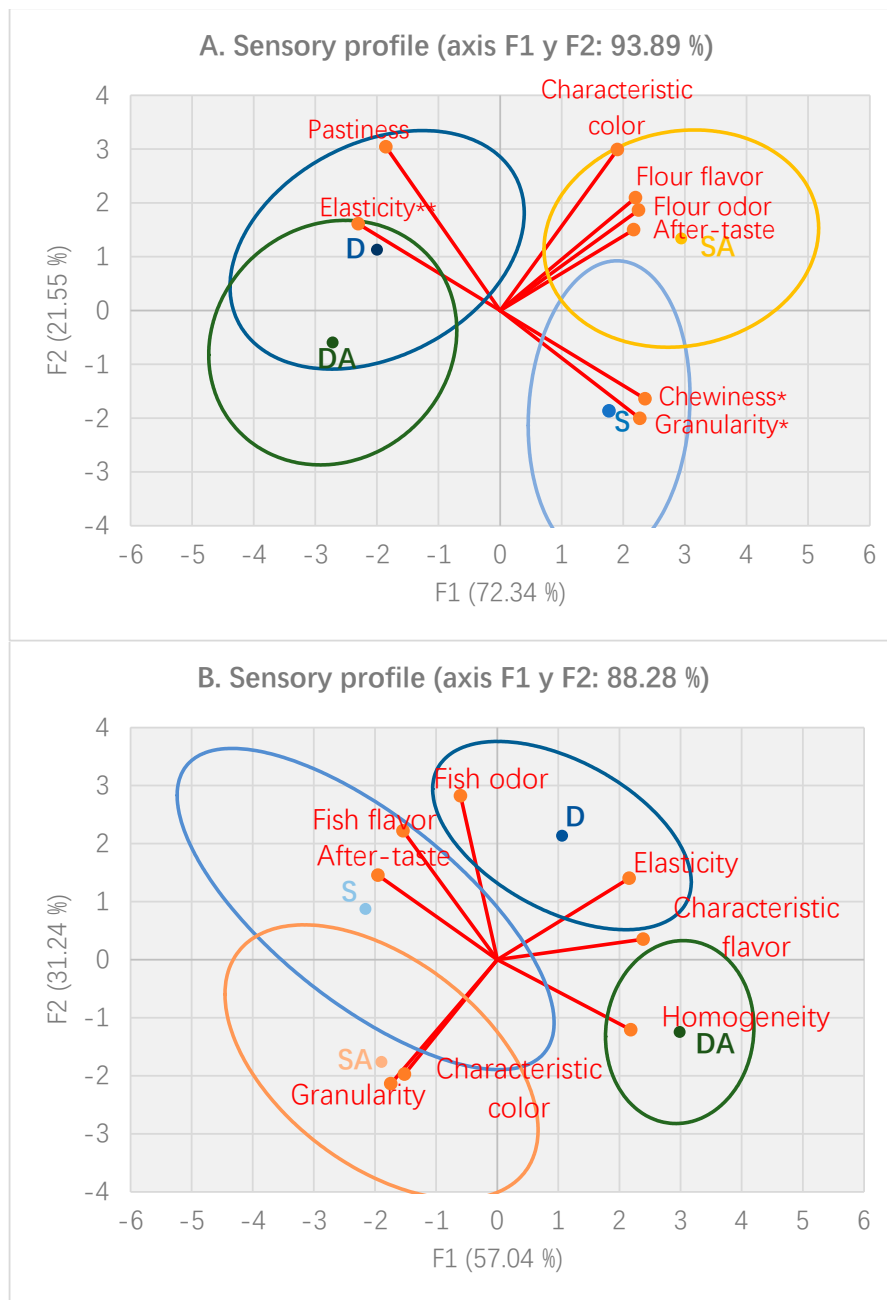 A. Sensory profile (axis F1 y F2: 93.89 %)
4
3
2
1
0
-1
-2
-3
-4
F2 (21.55 %)
Characteristic
color
Pastiness
Flour flavor
Elasticity**
Flour odor
After-taste
D
SA
DA
Chewiness*
S
Granularity*
-6 -5 -4 -3 -2 -1 0 1 2 3 4 5 6
F1 (72.34 %)
B. Sensory profile (axis F1 y F2: 88.28 %)
4
3
2
1
0
-1
-2
-3
-4
F2 (31.24 %)
Fish odor
Fish flavor
D
After-taste
Elasticity
S
Characteristic
flavor
Homogeneity
DA
SA
Characteristic
color
Granularity
-6 -5 -4 -3 -2 -1 0 1 2 3 4 5 6
F1 (57.04 %)